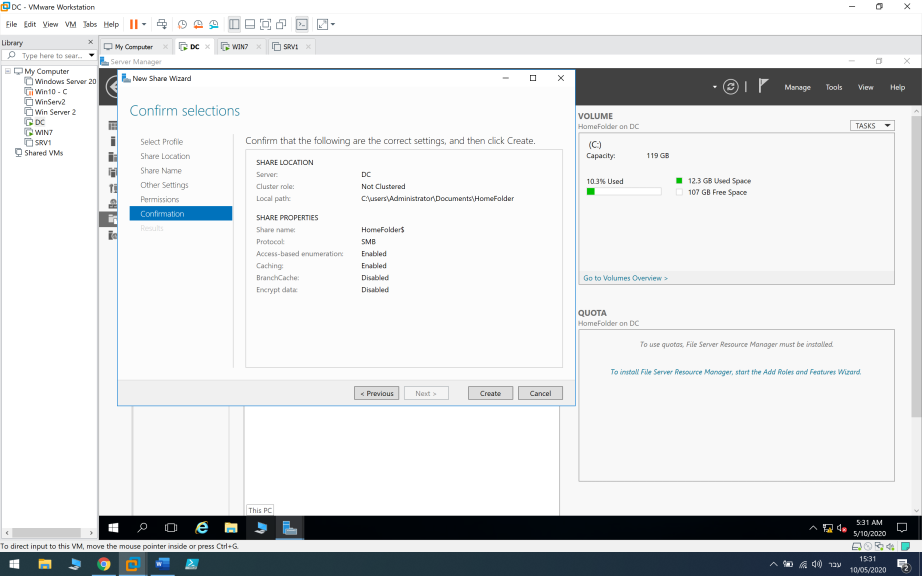 DC - VMware Workstation
File Edit View VM Tabs Help
Library
Type here to sear...
My Computer
Windows Server 20
Win10 - C
WinServ2
Win Server 2
DC
WIN7
SRV1
Shared VMs
My Computer DC WIN7 SRV1
Server Manager
Manage Tools View Help
New Share Wizard
Confirm selections
Select Profile
Share Location
Share Name
Other Settings
Permissions
Confirmation
Results
Confirm that the following are the correct settings, and then click Create.
SHARE LOCATION
Server: DC
Cluster role: Not Clustered
Local path: C:\users\Administrator\Documents\HomeFolder
SHARE PROPERTIES
Share name: HomeFolder$
Protocol: SMB
Access-based enumeration: Enabled
Caching: Enabled
BranchCache: Disabled
Encrypt data: Disabled
< Previous Next > Create Cancel
VOLUME
HomeFolder on DC
TASKS
(C:)
Capacity: 119 GB
10.3% Used
12.3 GB Used Space
107 GB Free Space
Go to Volumes Overview >
QUOTA
HomeFolder on DC
To use quotas, File Server Resource Manager must be installed.
To install File Server Resource Manager, start the Add Roles and Features Wizard.
This PC
5:31 AM
5/10/2020
To direct input to this VM, move the mouse pointer inside or press Ctrl+G.
עבר
15:31
10/05/2020
2